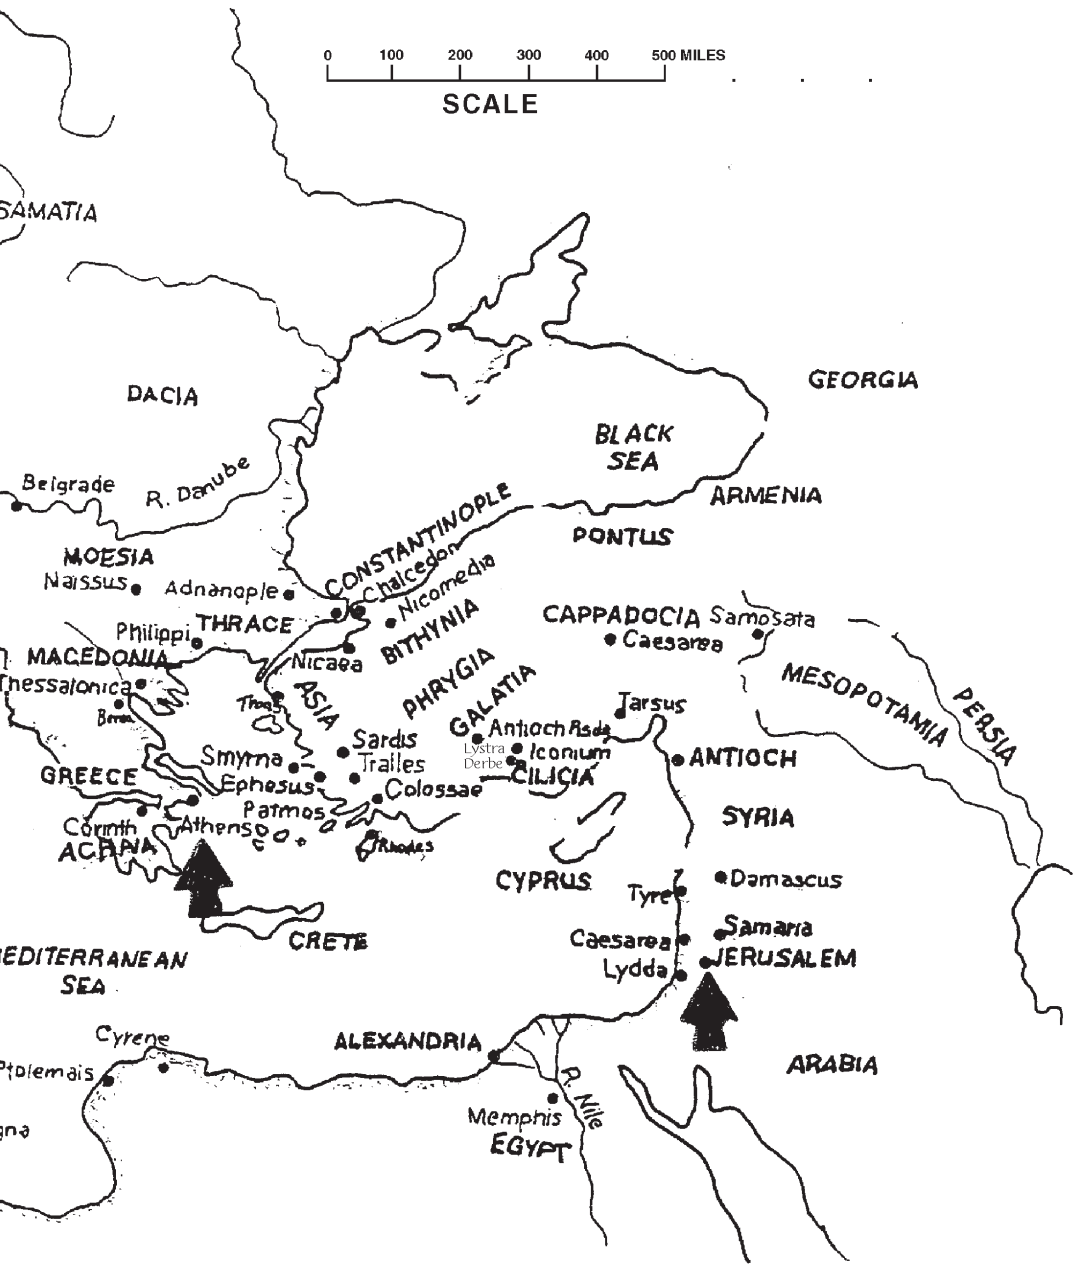 0 100 200 300 400 500 MILES
SCALE
SAMATIA
DACIA
GEORGIA
BLACK
SEA
Belgrade
R. Danube
ARMENIA
CONSTANTINOPLE
PONTUS
MOESIA
Chalcedon
Naissus
Adnanople
Nicomedia
CAPPADOCIA
Samosata
THRACE
Philippi
BITHYNIA
Caesarea
MACEDONIA
Nicaea
PHRYGIA
MESOPOTAMIA
PERSIA
Thessalonica
ASIA
GALATIA
Tarsus
Antioch
Sardis
Lystra
Iconium
ANTIOCH
Smyrna
Tralles
Derbe
CILICIA
GREECE
Ephesus
Colossae
Patmos
SYRIA
Corinth
Athens
ACHAIA
Rhodes
CYPRUS
Damascus
Tyre
CRETE
Caesarea
Samaria
EDITERRANEAN
SEA
Lydda
JERUSALEM
Cyrene
ALEXANDRIA
ARABIA
Ptolemais
R. Nile
Memphis
gna
EGYPT